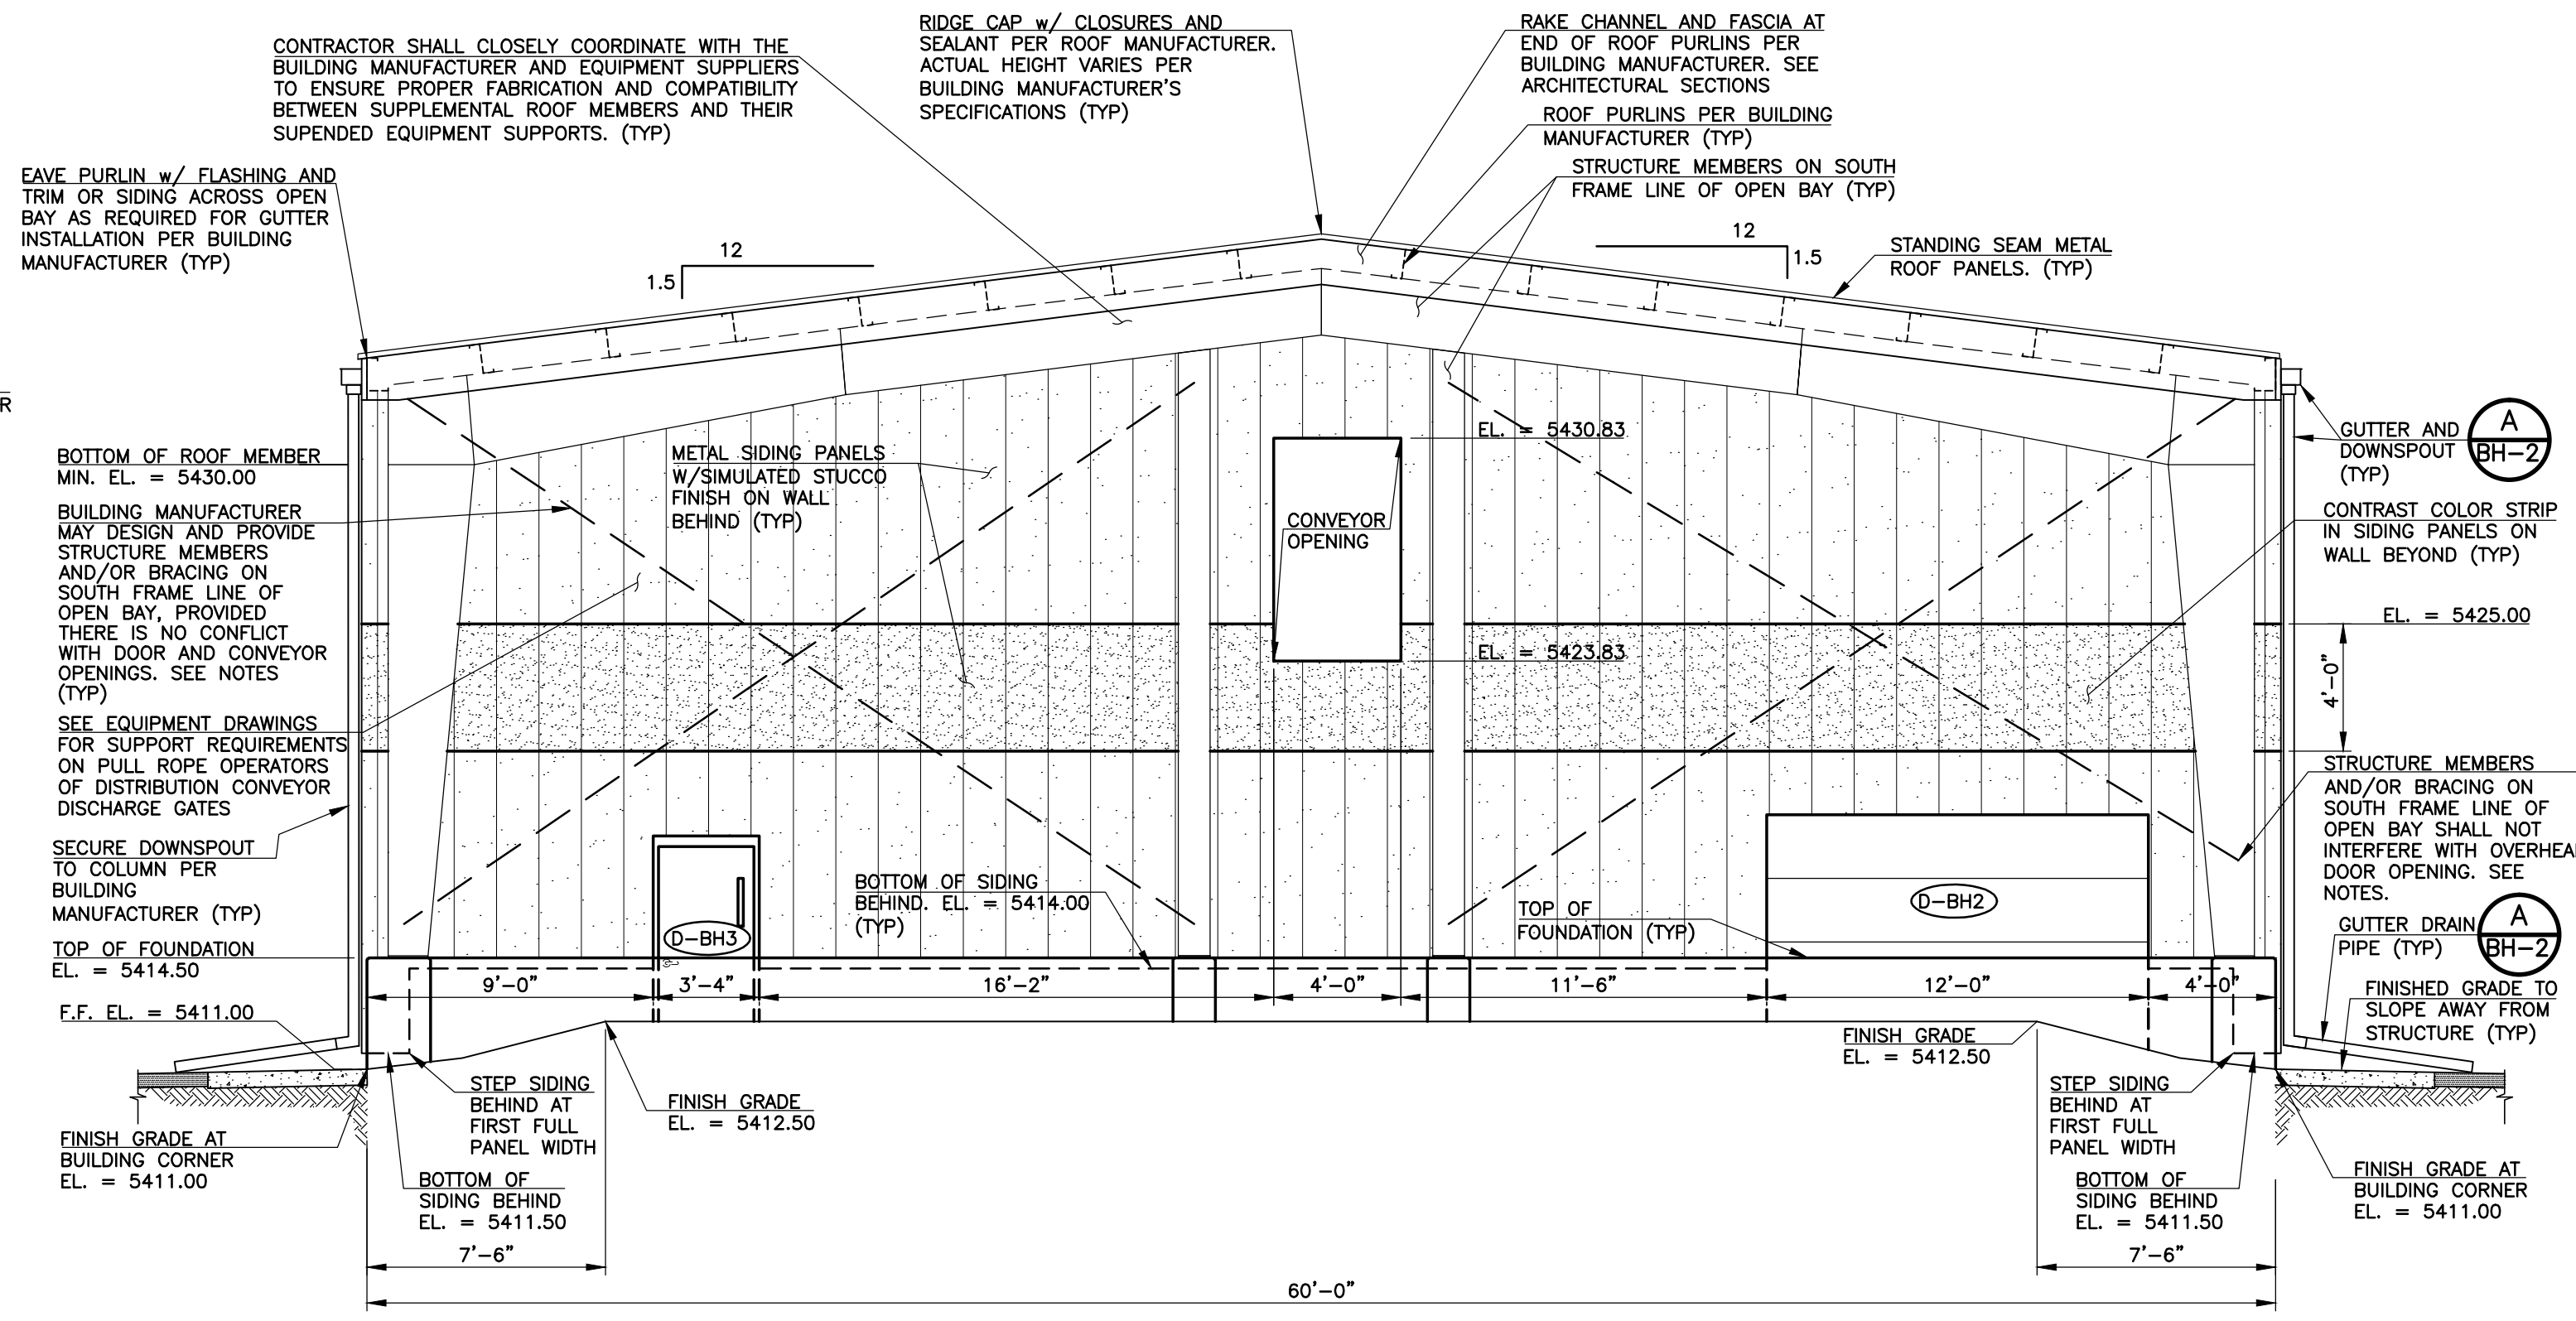 CONTRACTOR SHALL CLOSELY COORDINATE WITH THE
BUILDING MANUFACTURER AND EQUIPMENT SUPPLIERS
TO ENSURE PROPER FABRICATION AND COMPATIBILITY
BETWEEN SUPPLEMENTAL ROOF MEMBERS AND THEIR
SUPENDED EQUIPMENT SUPPORTS. (TYP)
RIDGE CAP w/ CLOSURES AND
SEALANT PER ROOF MANUFACTURER.
ACTUAL HEIGHT VARIES PER
BUILDING MANUFACTURER'S
SPECIFICATIONS (TYP)
RAKE CHANNEL AND FASCIA AT
END OF ROOF PURLINS PER
BUILDING MANUFACTURER. SEE
ARCHITECTURAL SECTIONS
ROOF PURLINS PER BUILDING
MANUFACTURER (TYP)
STRUCTURE MEMBERS ON SOUTH
FRAME LINE OF OPEN BAY (TYP)
EAVE PURLIN w/ FLASHING AND
TRIM OR SIDING ACROSS OPEN
BAY AS REQUIRED FOR GUTTER
INSTALLATION PER BUILDING
MANUFACTURER (TYP)
12
1.5
12
1.5
STANDING SEAM METAL
ROOF PANELS. (TYP)
R
BOTTOM OF ROOF MEMBER
MIN. EL. = 5430.00
BUILDING MANUFACTURER
MAY DESIGN AND PROVIDE
STRUCTURE MEMBERS
AND/OR BRACING ON
SOUTH FRAME LINE OF
OPEN BAY, PROVIDED
THERE IS NO CONFLICT
WITH DOOR AND CONVEYOR
OPENINGS. SEE NOTES
(TYP)
SEE EQUIPMENT DRAWINGS
FOR SUPPORT REQUIREMENTS
ON PULL ROPE OPERATORS
OF DISTRIBUTION CONVEYOR
DISCHARGE GATES
SECURE DOWNSPOUT
TO COLUMN PER
BUILDING
MANUFACTURER (TYP)
TOP OF FOUNDATION
EL. = 5414.50
F.F. EL. = 5411.00
METAL SIDING PANELS
W/SIMULATED STUCCO
FINISH ON WALL
BEHIND (TYP)
EL. = 5430.83
CONVEYOR
OPENING
EL. = 5423.83
GUTTER AND
DOWNSPOUT
(TYP)
A
BH-2
CONTRAST COLOR STRIP
IN SIDING PANELS ON
WALL BEYOND (TYP)
EL. = 5425.00
4'-0"
STRUCTURE MEMBERS
AND/OR BRACING ON
SOUTH FRAME LINE OF
OPEN BAY SHALL NOT
INTERFERE WITH OVERHEA
DOOR OPENING. SEE
NOTES.
GUTTER DRAIN
PIPE (TYP)
A
BH-2
FINISHED GRADE TO
SLOPE AWAY FROM
STRUCTURE (TYP)
D-BH3
BOTTOM OF SIDING
BEHIND. EL. = 5414.00
(TYP)
TOP OF
FOUNDATION (TYP)
D-BH2
9'-0"
3'-4"
16'-2"
4'-0"
11'-6"
12'-0"
4'-0"
FINISH GRADE
EL. = 5412.50
STEP SIDING
BEHIND AT
FIRST FULL
PANEL WIDTH
FINISH GRADE
EL. = 5412.50
STEP SIDING
BEHIND AT
FIRST FULL
PANEL WIDTH
FINISH GRADE AT
BUILDING CORNER
EL. = 5411.00
BOTTOM OF
SIDING BEHIND
EL. = 5411.50
BOTTOM OF
SIDING BEHIND
EL. = 5411.50
FINISH GRADE AT
BUILDING CORNER
EL. = 5411.00
7'-6"
7'-6"
60'-0"